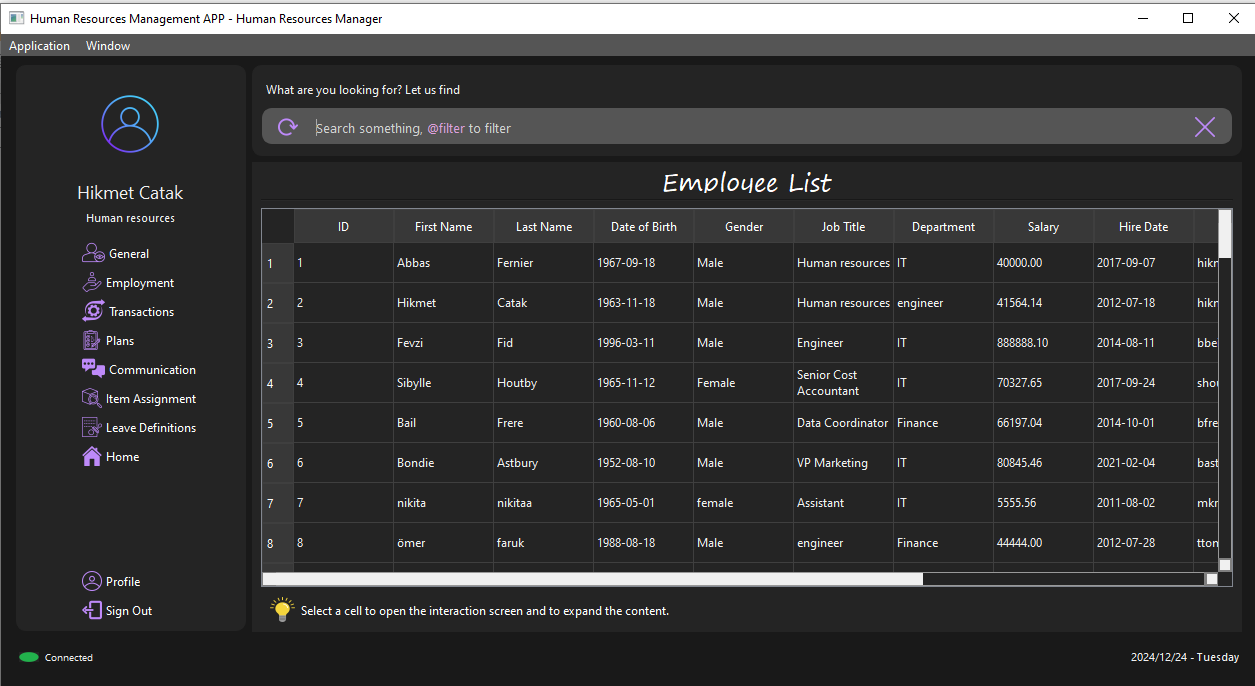 Human Resources Management APP - Human Resources Manager
Application Window
Hikmet Catak
Human resources
General
Employment
Transactions
Plans
Communication
Item Assignment
Leave Definitions
Home
Profile
Sign Out
What are you looking for? Let us find
Search something, @filter to filter
Employee List
ID First Name Last Name Date of Birth Gender Job Title Department Salary Hire Date
1 1 Abbas Fernier 1967-09-18 Male Human resources IT 40000.00 2017-09-07 hikr
2 2 Hikmet Catak 1963-11-18 Male Human resources engineer 41564.14 2012-07-18 hikr
3 3 Fevzi Fid 1996-03-11 Male Engineer IT 888888.10 2014-08-11 bbe
4 4 Sibylle Houtby 1965-11-12 Female Senior Cost Accountant IT 70327.65 2017-09-24 shou
5 5 Bail Frere 1960-08-06 Male Data Coordinator Finance 66197.04 2014-10-01 bfre
6 6 Bondie Astbury 1952-08-10 Male VP Marketing IT 80845.46 2021-02-04 bast
7 7 nikita nikitaa 1965-05-01 female Assistant IT 5555.56 2011-08-02 mkr
8 8 ömer faruk 1988-08-18 Male engineer Finance 44444.00 2012-07-28 tton
Select a cell to open the interaction screen and to expand the content.
Connected
2024/12/24 - Tuesday